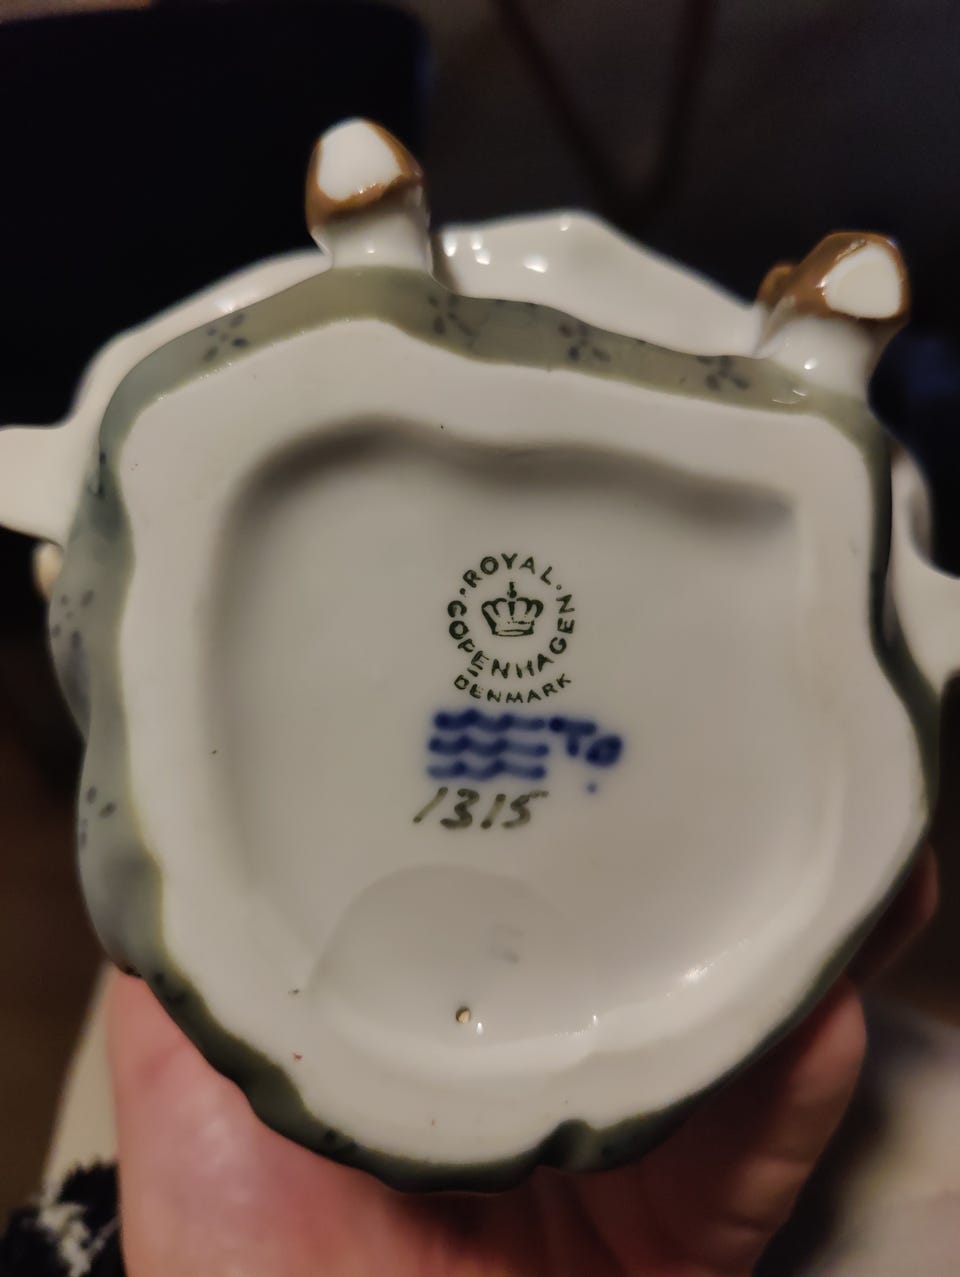 ROYAL
COPENHAGEN
DENMARK
1315